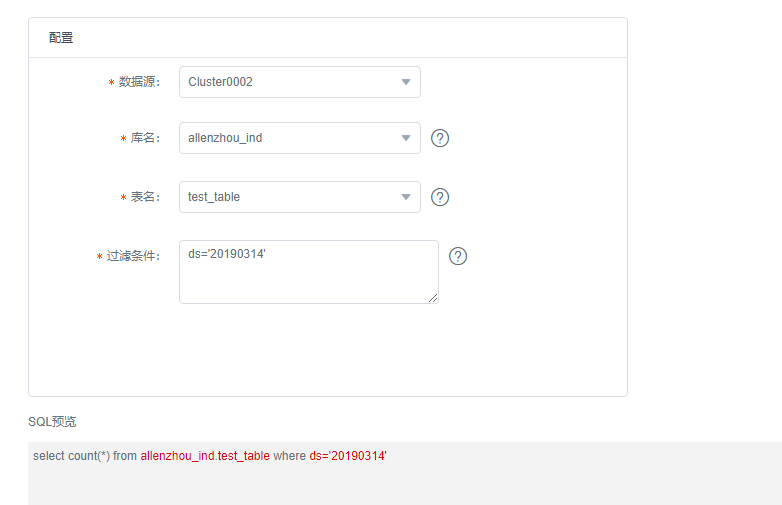 配置
* 数据源: Cluster0002
* 库名: allenzhou_ind ?
* 表名: test_table ?
* 过滤条件: ds='20190314' ?
SQL预览
select count(*) from allenzhou_ind.test_table where ds='20190314'